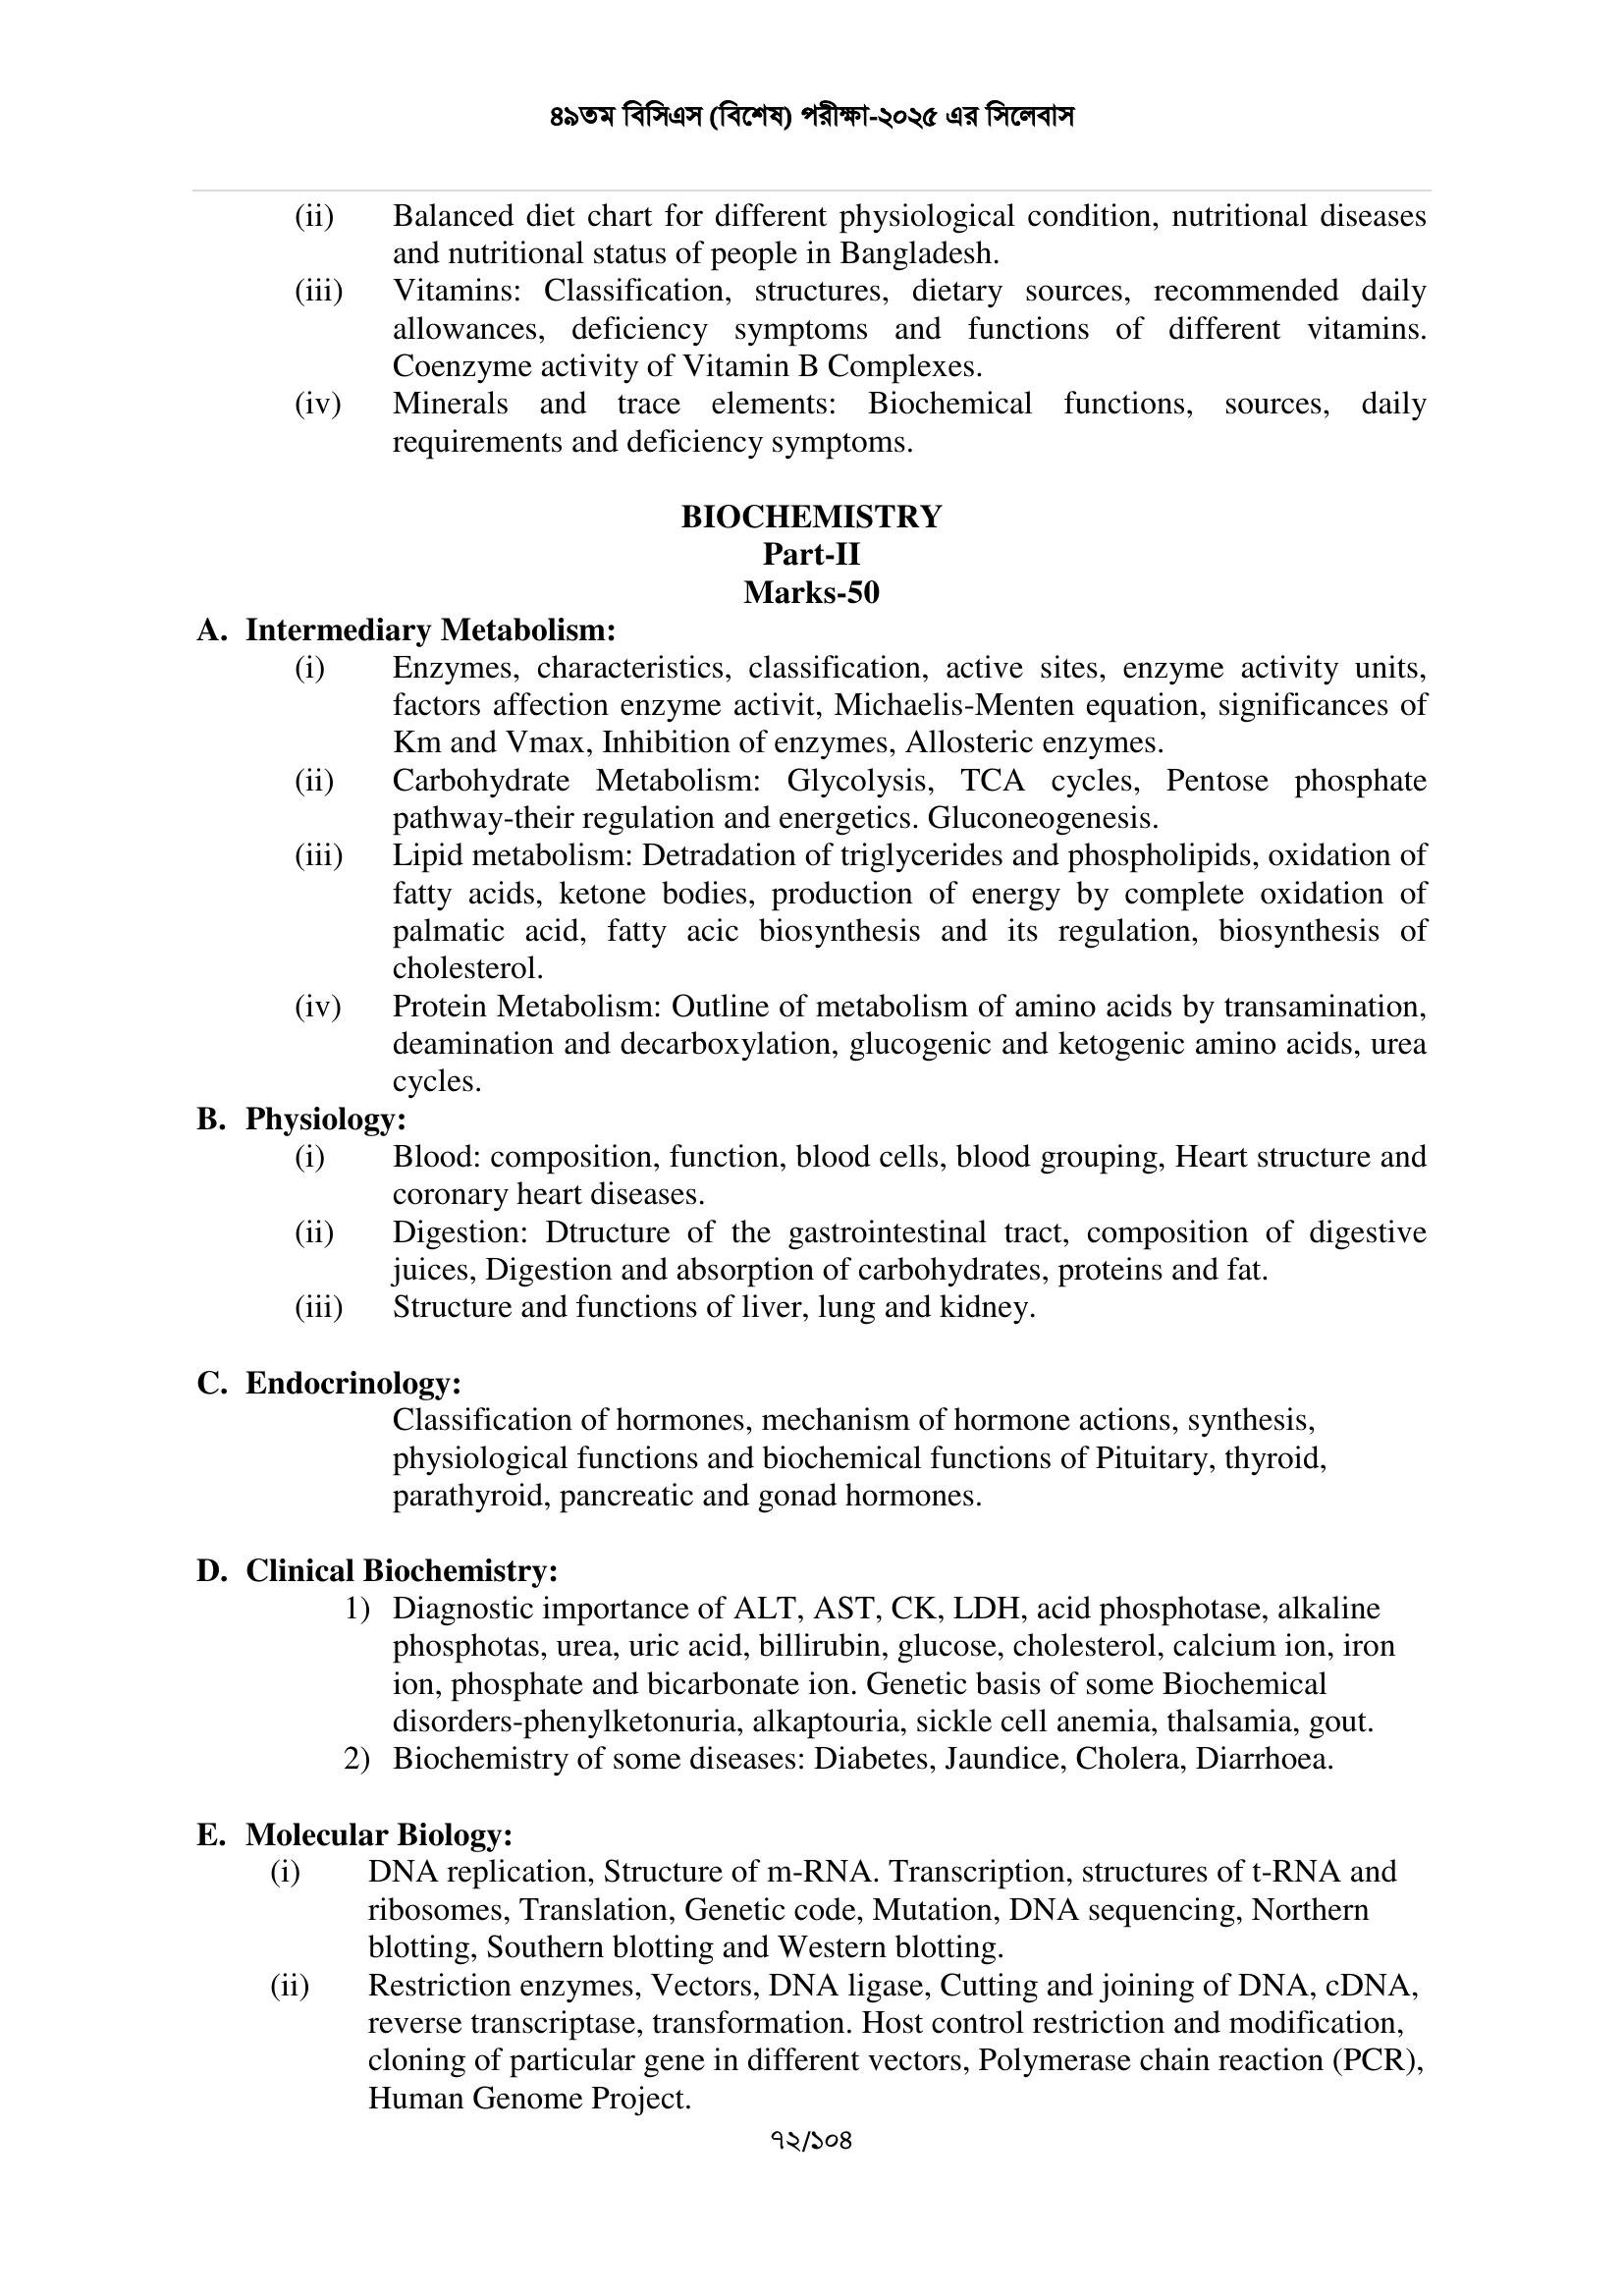 ৪৯তম বিসিএস (বিশেষ) পরীক্ষা-২০২৫ এর সিলেবাস
(ii) Balanced diet chart for different physiological condition, nutritional diseases
and nutritional status of people in Bangladesh.
(iii) Vitamins: Classification, structures, dietary sources, recommended daily
allowances, deficiency symptoms and functions of different vitamins.
Coenzyme activity of Vitamin B Complexes.
(iv) Minerals and trace elements: Biochemical functions, sources, daily
requirements and deficiency symptoms.
BIOCHEMISTRY
Part-II
Marks-50
A. Intermediary Metabolism:
(i) Enzymes, characteristics, classification, active sites, enzyme activity units,
factors affection enzyme activit, Michaelis-Menten equation, significances of
Km and Vmax, Inhibition of enzymes, Allosteric enzymes.
(ii) Carbohydrate Metabolism: Glycolysis, TCA cycles, Pentose phosphate
pathway-their regulation and energetics. Gluconeogenesis.
(iii) Lipid metabolism: Detradation of triglycerides and phospholipids, oxidation of
fatty acids, ketone bodies, production of energy by complete oxidation of
palmatic acid, fatty acic biosynthesis and its regulation, biosynthesis of
cholesterol.
(iv) Protein Metabolism: Outline of metabolism of amino acids by transamination,
deamination and decarboxylation, glucogenic and ketogenic amino acids, urea
cycles.
B. Physiology:
(i) Blood: composition, function, blood cells, blood grouping, Heart structure and
coronary heart diseases.
(ii) Digestion: Dtructure of the gastrointestinal tract, composition of digestive
juices, Digestion and absorption of carbohydrates, proteins and fat.
(iii) Structure and functions of liver, lung and kidney.
C. Endocrinology:
Classification of hormones, mechanism of hormone actions, synthesis,
physiological functions and biochemical functions of Pituitary, thyroid,
parathyroid, pancreatic and gonad hormones.
D. Clinical Biochemistry:
1) Diagnostic importance of ALT, AST, CK, LDH, acid phosphotase, alkaline
phosphotas, urea, uric acid, billirubin, glucose, cholesterol, calcium ion, iron
ion, phosphate and bicarbonate ion. Genetic basis of some Biochemical
disorders-phenylketonuria, alkaptouria, sickle cell anemia, thalsamia, gout.
2) Biochemistry of some diseases: Diabetes, Jaundice, Cholera, Diarrhoea.
E. Molecular Biology:
(i) DNA replication, Structure of m-RNA. Transcription, structures of t-RNA and
ribosomes, Translation, Genetic code, Mutation, DNA sequencing, Northern
blotting, Southern blotting and Western blotting.
(ii) Restriction enzymes, Vectors, DNA ligase, Cutting and joining of DNA, cDNA,
reverse transcriptase, transformation. Host control restriction and modification,
cloning of particular gene in different vectors, Polymerase chain reaction (PCR),
Human Genome Project.
৭২/১০৪